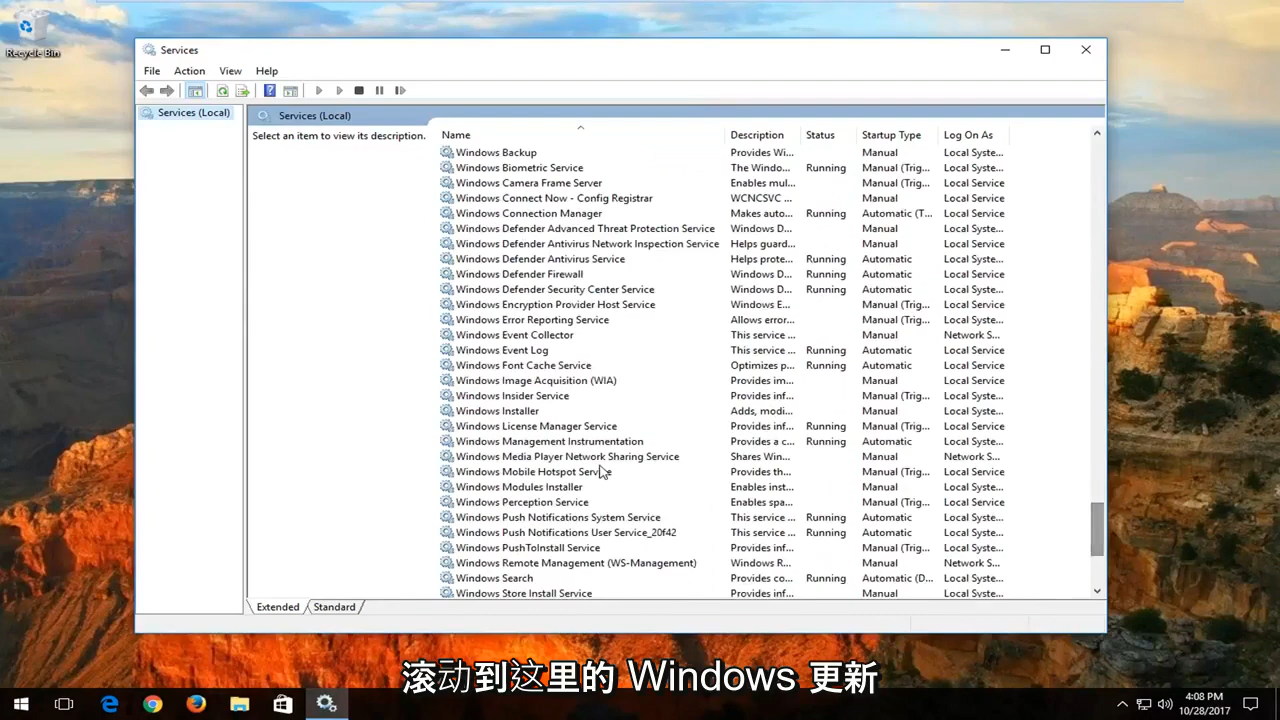 Recycle Bin
Services
File Action View Help
Services (Local)
Services (Local)
Select an item to view its description.
Name Description Status Startup Type Log On As
Windows Backup Provides Wi... Manual Local Syste...
Windows Biometric Service The Windo... Running Manual (Trig... Local Syste...
Windows Camera Frame Server Enables mul... Manual (Trig... Local Service
Windows Connect Now - Config Registrar WCNCSVC ... Manual Local Service
Windows Connection Manager Makes auto... Running Automatic (T... Local Service
Windows Defender Advanced Threat Protection Service Windows D... Manual Local Syste...
Windows Defender Antivirus Network Inspection Service Helps guard... Manual Local Service
Windows Defender Antivirus Service Helps prote... Running Automatic Local Syste...
Windows Defender Firewall Windows D... Running Automatic Local Service
Windows Defender Security Center Service Windows D... Running Automatic Local Syste...
Windows Encryption Provider Host Service Windows E... Manual (Trig... Local Service
Windows Error Reporting Service Allows error... Manual (Trig... Local Syste...
Windows Event Collector This service ... Manual Network S...
Windows Event Log This service ... Running Automatic Local Service
Windows Font Cache Service Optimizes p... Running Automatic Local Service
Windows Image Acquisition (WIA) Provides im... Manual Local Service
Windows Insider Service Provides inf... Manual (Trig... Local Syste...
Windows Installer Adds, modi... Manual Local Syste...
Windows License Manager Service Provides inf... Running Manual (Trig... Local Service
Windows Management Instrumentation Provides a c... Running Automatic Local Syste...
Windows Media Player Network Sharing Service Shares Win... Manual Network S...
Windows Mobile Hotspot Service Provides th... Manual (Trig... Local Service
Windows Modules Installer Enables inst... Manual Local Syste...
Windows Perception Service Enables spa... Manual (Trig... Local Service
Windows Push Notifications System Service This service ... Running Automatic Local Syste...
Windows Push Notifications User Service_20f42 This service ... Running Automatic Local Syste...
Windows PushToInstall Service Provides inf... Manual (Trig... Local Syste...
Windows Remote Management (WS-Management) Windows R... Manual Network S...
Windows Search Provides co... Running Automatic (D... Local Syste...
Windows Store Install Service Provides inf... Manual Local Syste...
Extended Standard
滚动到这里的 Windows 更新
4:08 PM
10/28/2017